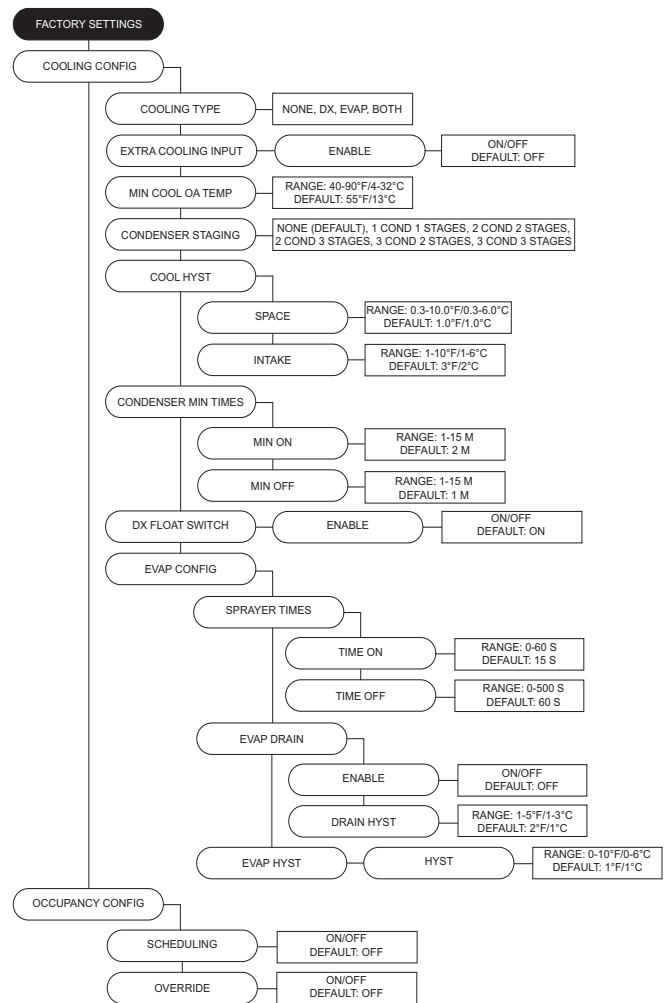 FACTORY SETTINGS
COOLING CONFIG
COOLING TYPE
NONE, DX, EVAP, BOTH
EXTRA COOLING INPUT
ENABLE
ON/OFF
DEFAULT: OFF
MIN COOL OA TEMP
RANGE: 40-90°F/4-32°C
DEFAULT: 55°F/13°C
CONDENSER STAGING
NONE (DEFAULT), 1 COND 1 STAGES, 2 COND 2 STAGES,
2 COND 3 STAGES, 3 COND 2 STAGES, 3 COND 3 STAGES
COOL HYST
SPACE
RANGE: 0.3-10.0°F/0.3-6.0°C
DEFAULT: 1.0°F/1.0°C
INTAKE
RANGE: 1-10°F/1-6°C
DEFAULT: 3°F/2°C
CONDENSER MIN TIMES
MIN ON
RANGE: 1-15 M
DEFAULT: 2 M
MIN OFF
RANGE: 1-15 M
DEFAULT: 1 M
DX FLOAT SWITCH
ENABLE
ON/OFF
DEFAULT: ON
EVAP CONFIG
SPRAYER TIMES
TIME ON
RANGE: 0-60 S
DEFAULT: 15 S
TIME OFF
RANGE: 0-500 S
DEFAULT: 60 S
EVAP DRAIN
ENABLE
ON/OFF
DEFAULT: OFF
DRAIN HYST
RANGE: 1-5°F/1-3°C
DEFAULT: 2°F/1°C
EVAP HYST
HYST
RANGE: 0-10°F/0-6°C
DEFAULT: 1°F/1°C
OCCUPANCY CONFIG
SCHEDULING
ON/OFF
DEFAULT: OFF
OVERRIDE
ON/OFF
DEFAULT: OFF